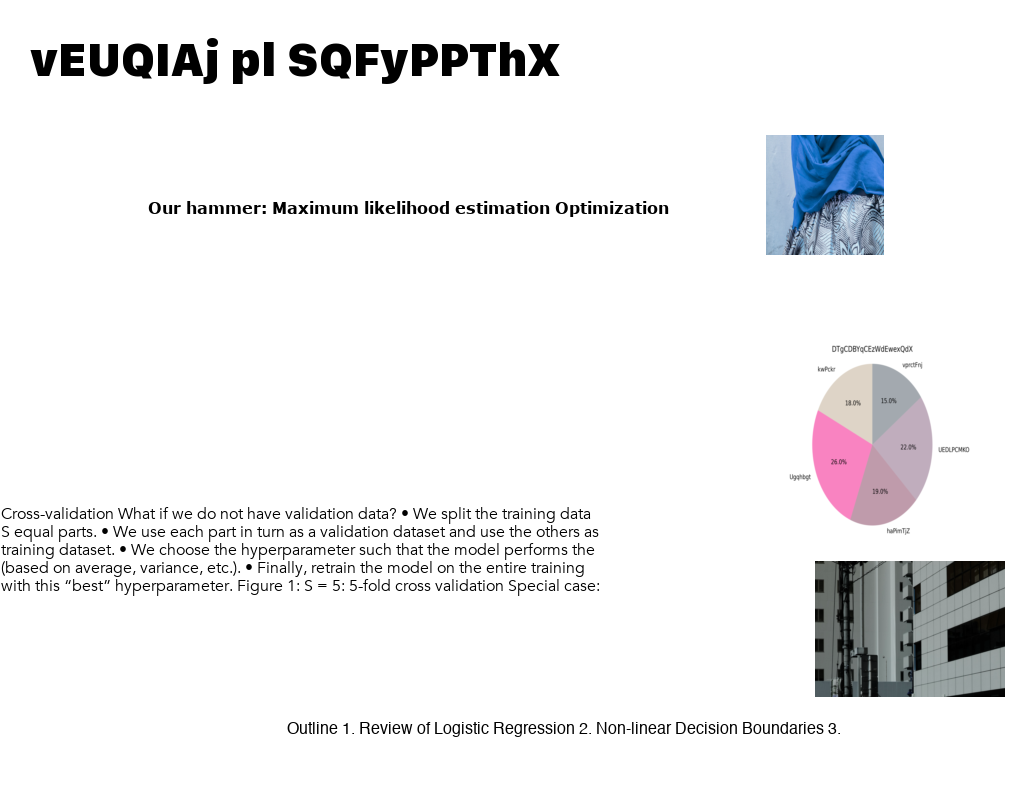 vEUQIAj pl SQFyPPThX
Our hammer: Maximum likelihood estimation Optimization
DTgCDBYqCEzWdEwexQdX
kwPckr
vprctFnj
18.0%
15.0%
22.0%
UEDLPCMKO
26.0%
Ugqhbgt
19.0%
haPimTjZ
Cross-validation What if we do not have validation data? • We split the training data
S equal parts. • We use each part in turn as a validation dataset and use the others as
training dataset. • We choose the hyperparameter such that the model performs the
(based on average, variance, etc.). • Finally, retrain the model on the entire training
with this “best” hyperparameter. Figure 1: S = 5: 5-fold cross validation Special case:
Outline 1. Review of Logistic Regression 2. Non-linear Decision Boundaries 3.